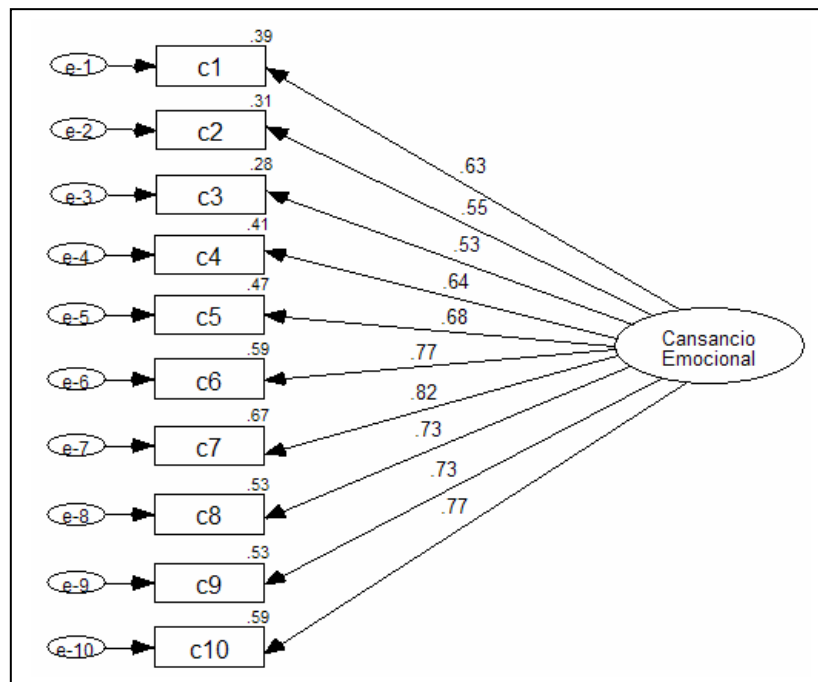 .39
e-1 c1
.31
e-2 c2
.63
.28
e-3 c3
.55
.53
.41
e-4 c4
.64
.47
e-5 c5
.68
Cansancio
Emocional
.59
e-6 c6
.77
.67
e-7 c7
.82
.73
.53
e-8 c8
.73
.77
.53
e-9 c9
.59
e-10 c10